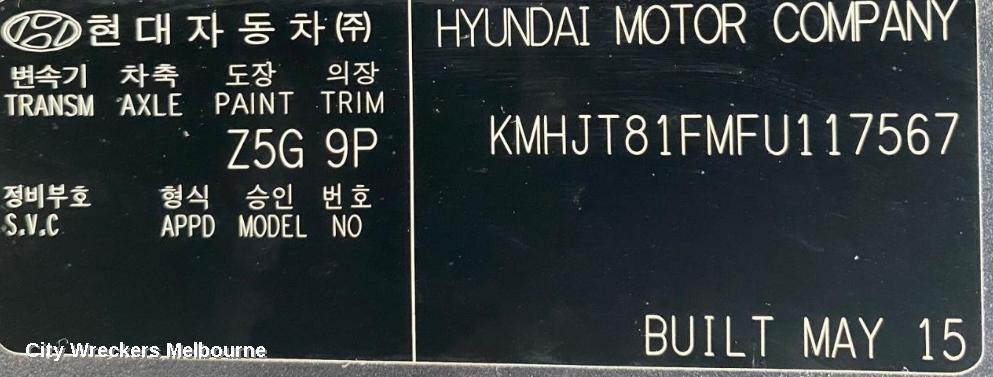 현대자동차㈜
변속기 차축 도장 의장
TRANSM AXLE PAINT TRIM
Z5G 9P
정비부호 형식 승인 번호
S.V.C APPD MODEL NO
HYUNDAI MOTOR COMPANY
KMHJT81FMFU117567
BUILT MAY 15
City Wreckers Melbourne